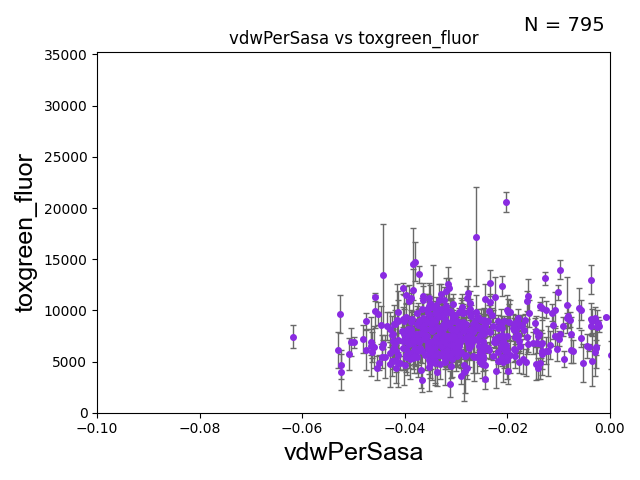 N = 795
vdwPerSasa vs toxgreen_fluor
35000
30000
25000
20000
15000
10000
5000
0
toxgreen_fluor
−0.10 −0.08 −0.06 −0.04 −0.02 0.00
vdwPerSasa